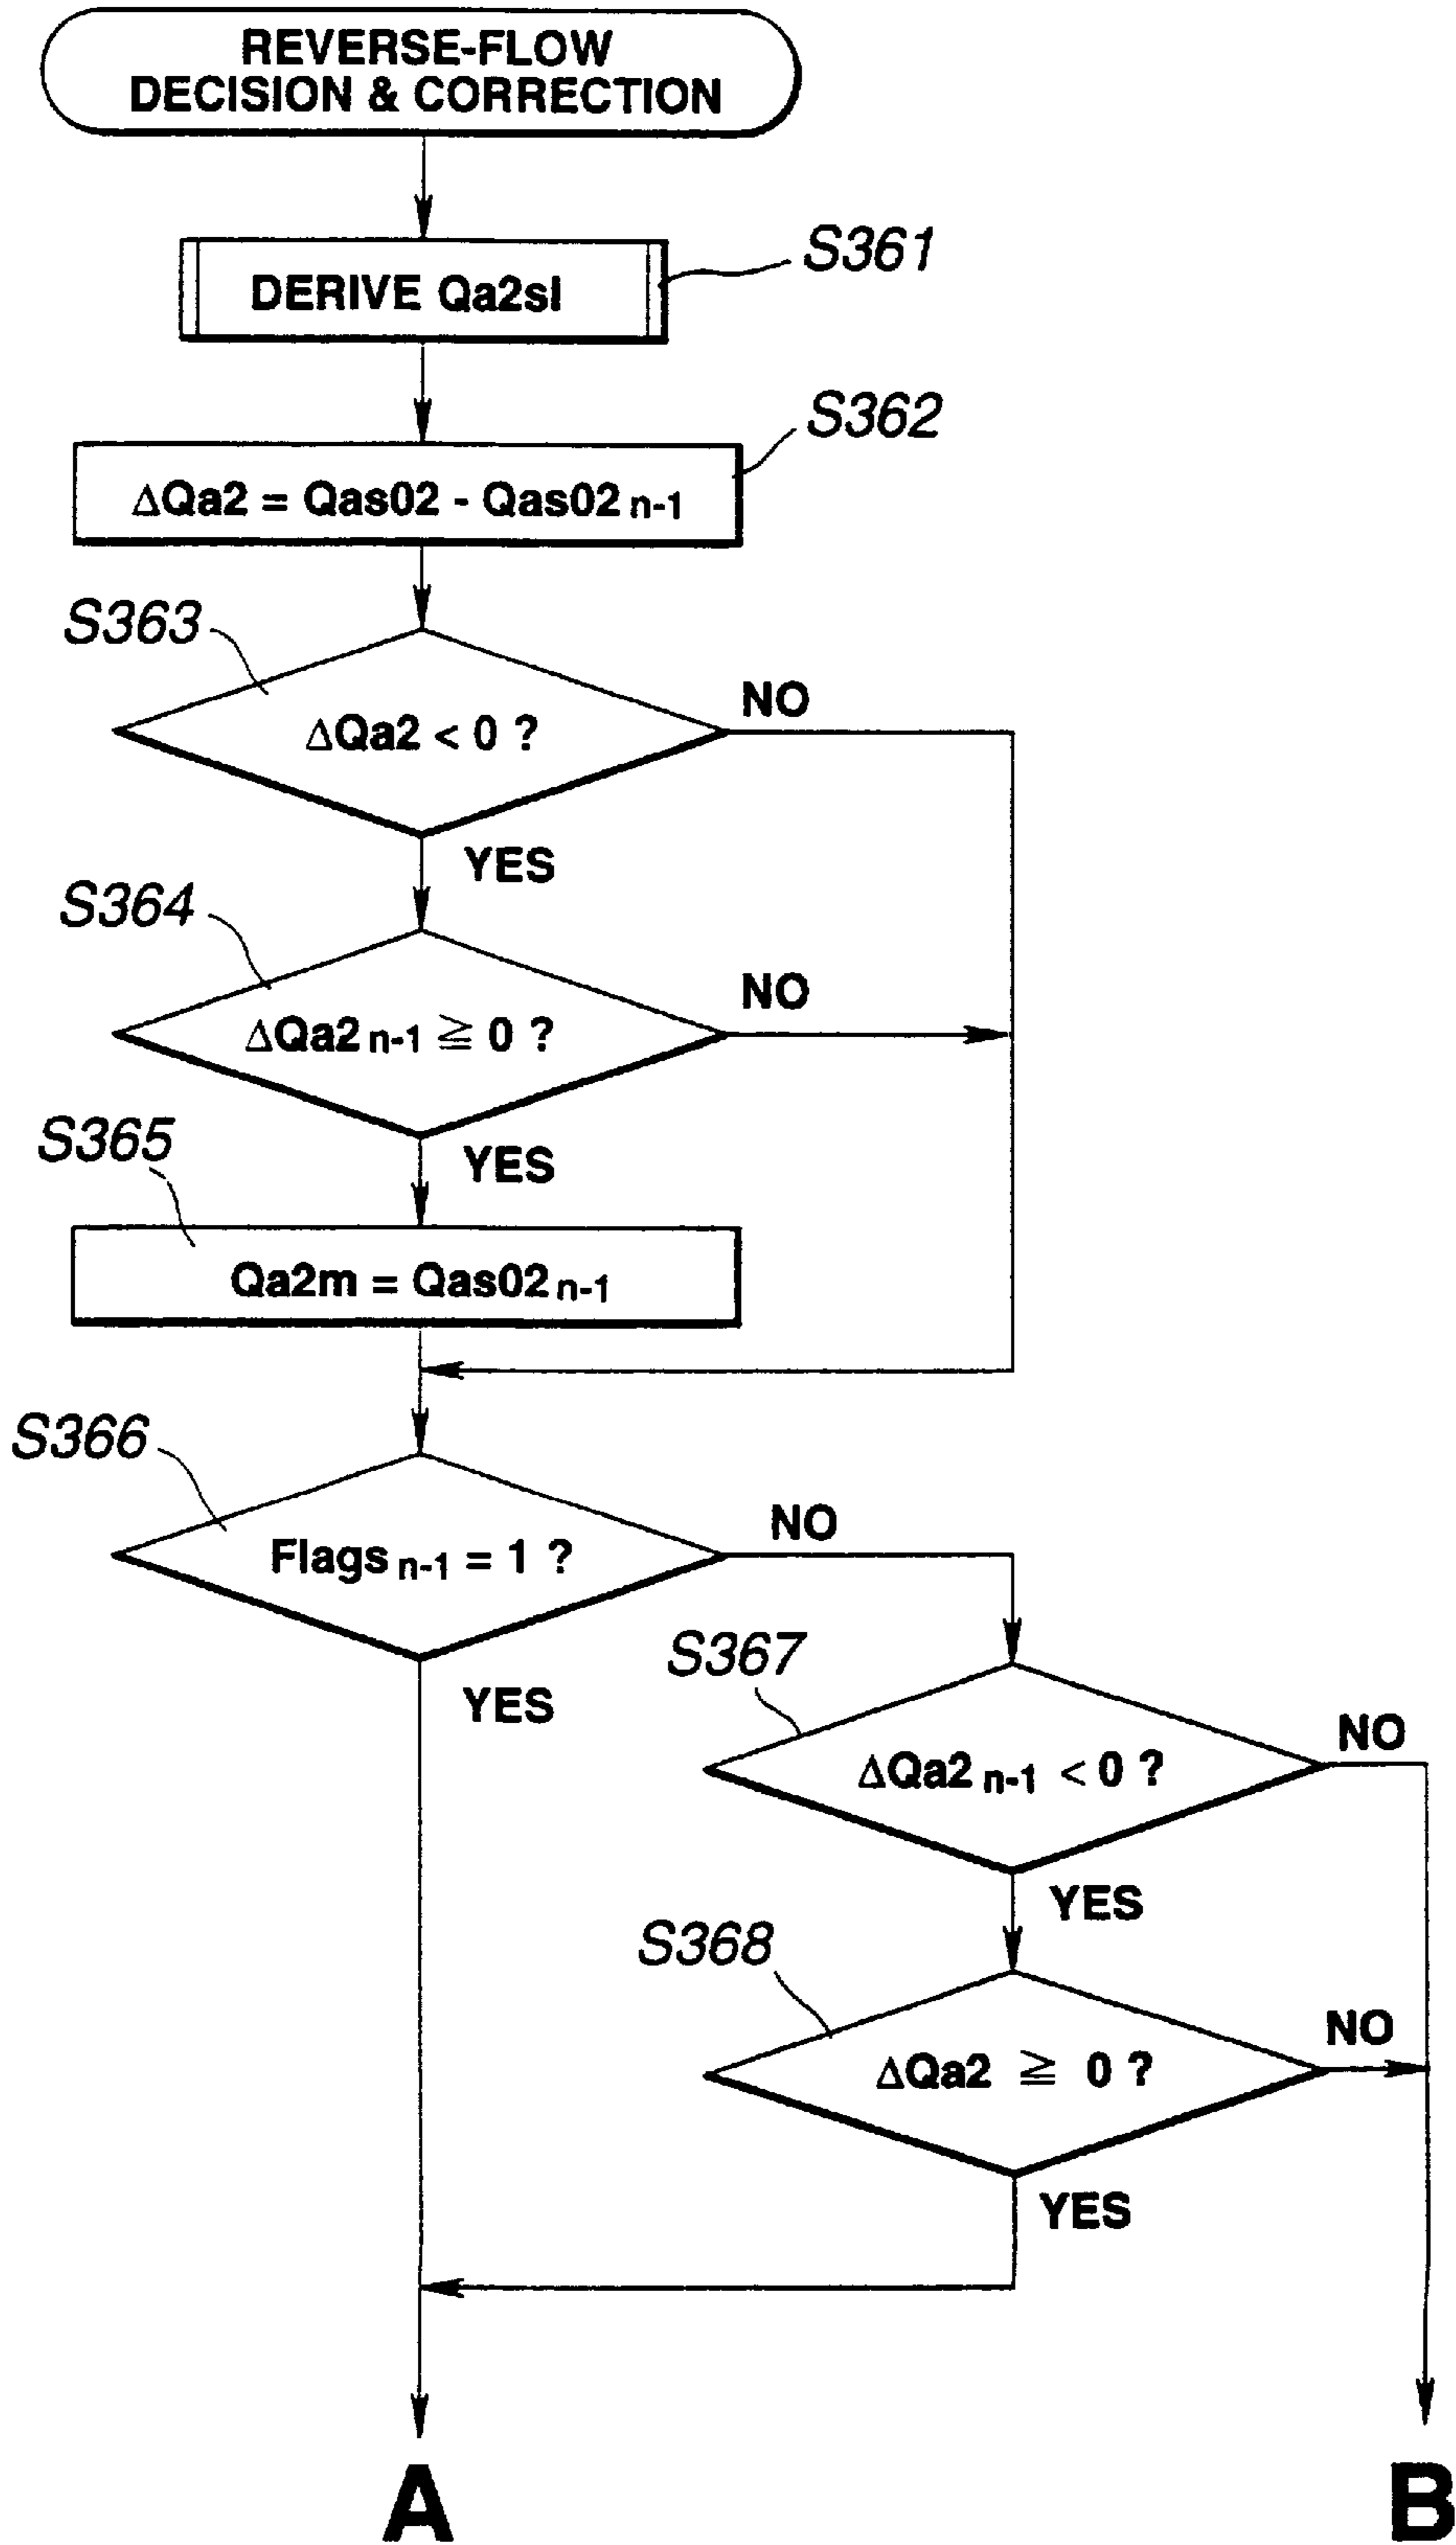 REVERSE-FLOW
DECISION & CORRECTION
S361
DERIVE Qa2sl
S362
ΔQa2 = Qas02 - Qas02 n-1
S363
NO
ΔQa2 < 0 ?
YES
S364
NO
ΔQa2 n-1 ≧ 0 ?
S365
YES
Qa2m = Qas02 n-1
S366
NO
Flags n-1 = 1 ?
S367
YES
NO
ΔQa2 n-1 < 0 ?
YES
S368
NO
ΔQa2 ≧ 0 ?
YES
A
B